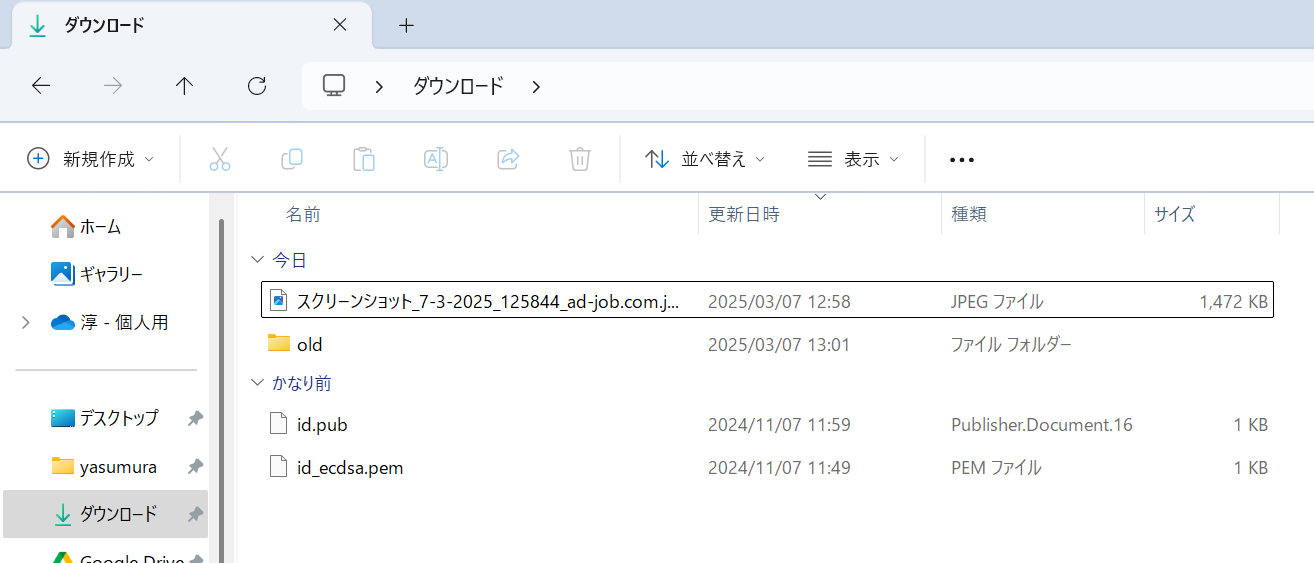 ダウンロード
ダウンロード
新規作成 並べ替え 表示
名前 更新日時 種類 サイズ
ホーム
ギャラリー
淳 - 個人用
デスクトップ
yasumura
ダウンロード
Google Drive
今日
スクリーンショット_7-3-2025_125844_ad-job.com.j... 2025/03/07 12:58 JPEG ファイル 1,472 KB
old 2025/03/07 13:01 ファイル フォルダー
かなり前
id.pub 2024/11/07 11:59 Publisher.Document.16 1 KB
id_ecdsa.pem 2024/11/07 11:49 PEM ファイル 1 KB